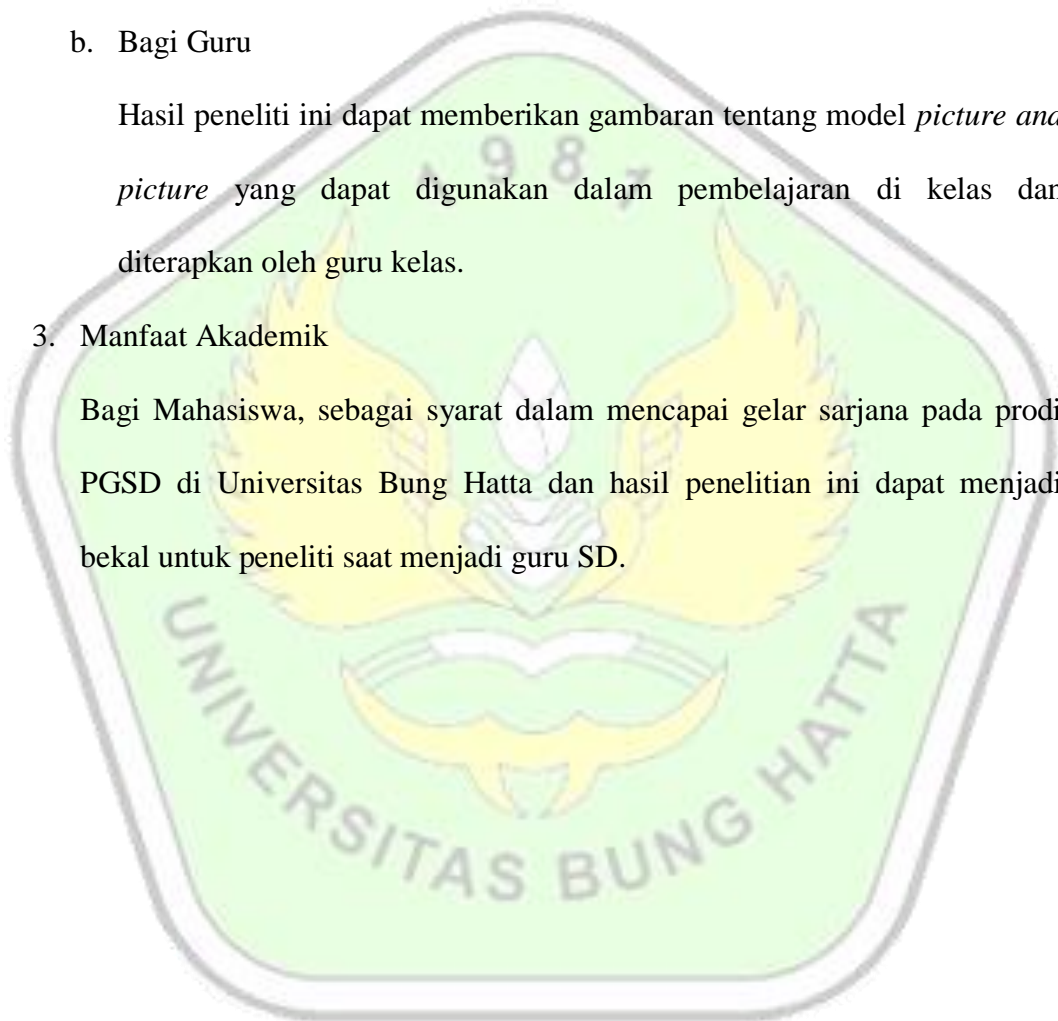 b. Bagi Guru
Hasil peneliti ini dapat memberikan gambaran tentang model picture and
picture yang dapat digunakan dalam pembelajaran di kelas dan
diterapkan oleh guru kelas.
3. Manfaat Akademik
Bagi Mahasiswa, sebagai syarat dalam mencapai gelar sarjana pada prodi
PGSD di Universitas Bung Hatta dan hasil penelitian ini dapat menjadi
bekal untuk peneliti saat menjadi guru SD.
1981
UNIVERSITAS BUNG HATTA